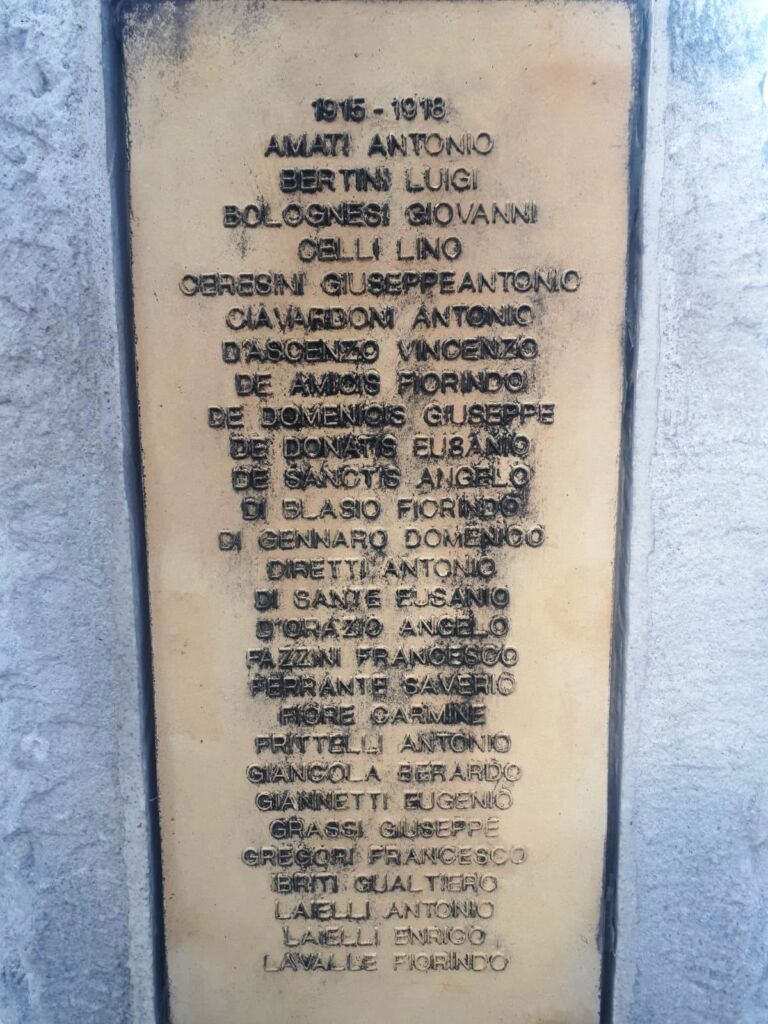 1915 - 1918
AMATI ANTONIO
BERTINI LUIGI
BOLOGNESI GIOVANNI
CELLI LINO
CERESINI GIUSEPPEANTONIO
CIAVARDONI ANTONIO
D'ASCENZO VINCENZO
DE AMICIS FIORINDO
DE DOMENICIS GIUSEPPE
DE DONATIS EUSANIO
DE SANCTIS ANGELO
DI BLASIO FIORINDO
DI GENNARO DOMENICO
DIRETTI ANTONIO
DI SANTE EUSANIO
D'ORAZIO ANGELO
FAZZINI FRANCESCO
FERRANTE SAVERIO
FIORE CARMINE
FRITTELLI ANTONIO
GIANCOLA BERARDO
GIANNETTI EUGENIO
GRASSI GIUSEPPE
GREGORI FRANCESCO
IBRITI GUALTIERO
LAIELLI ANTONIO
LAIELLI ENRICO
LAVALLE FIORINDO